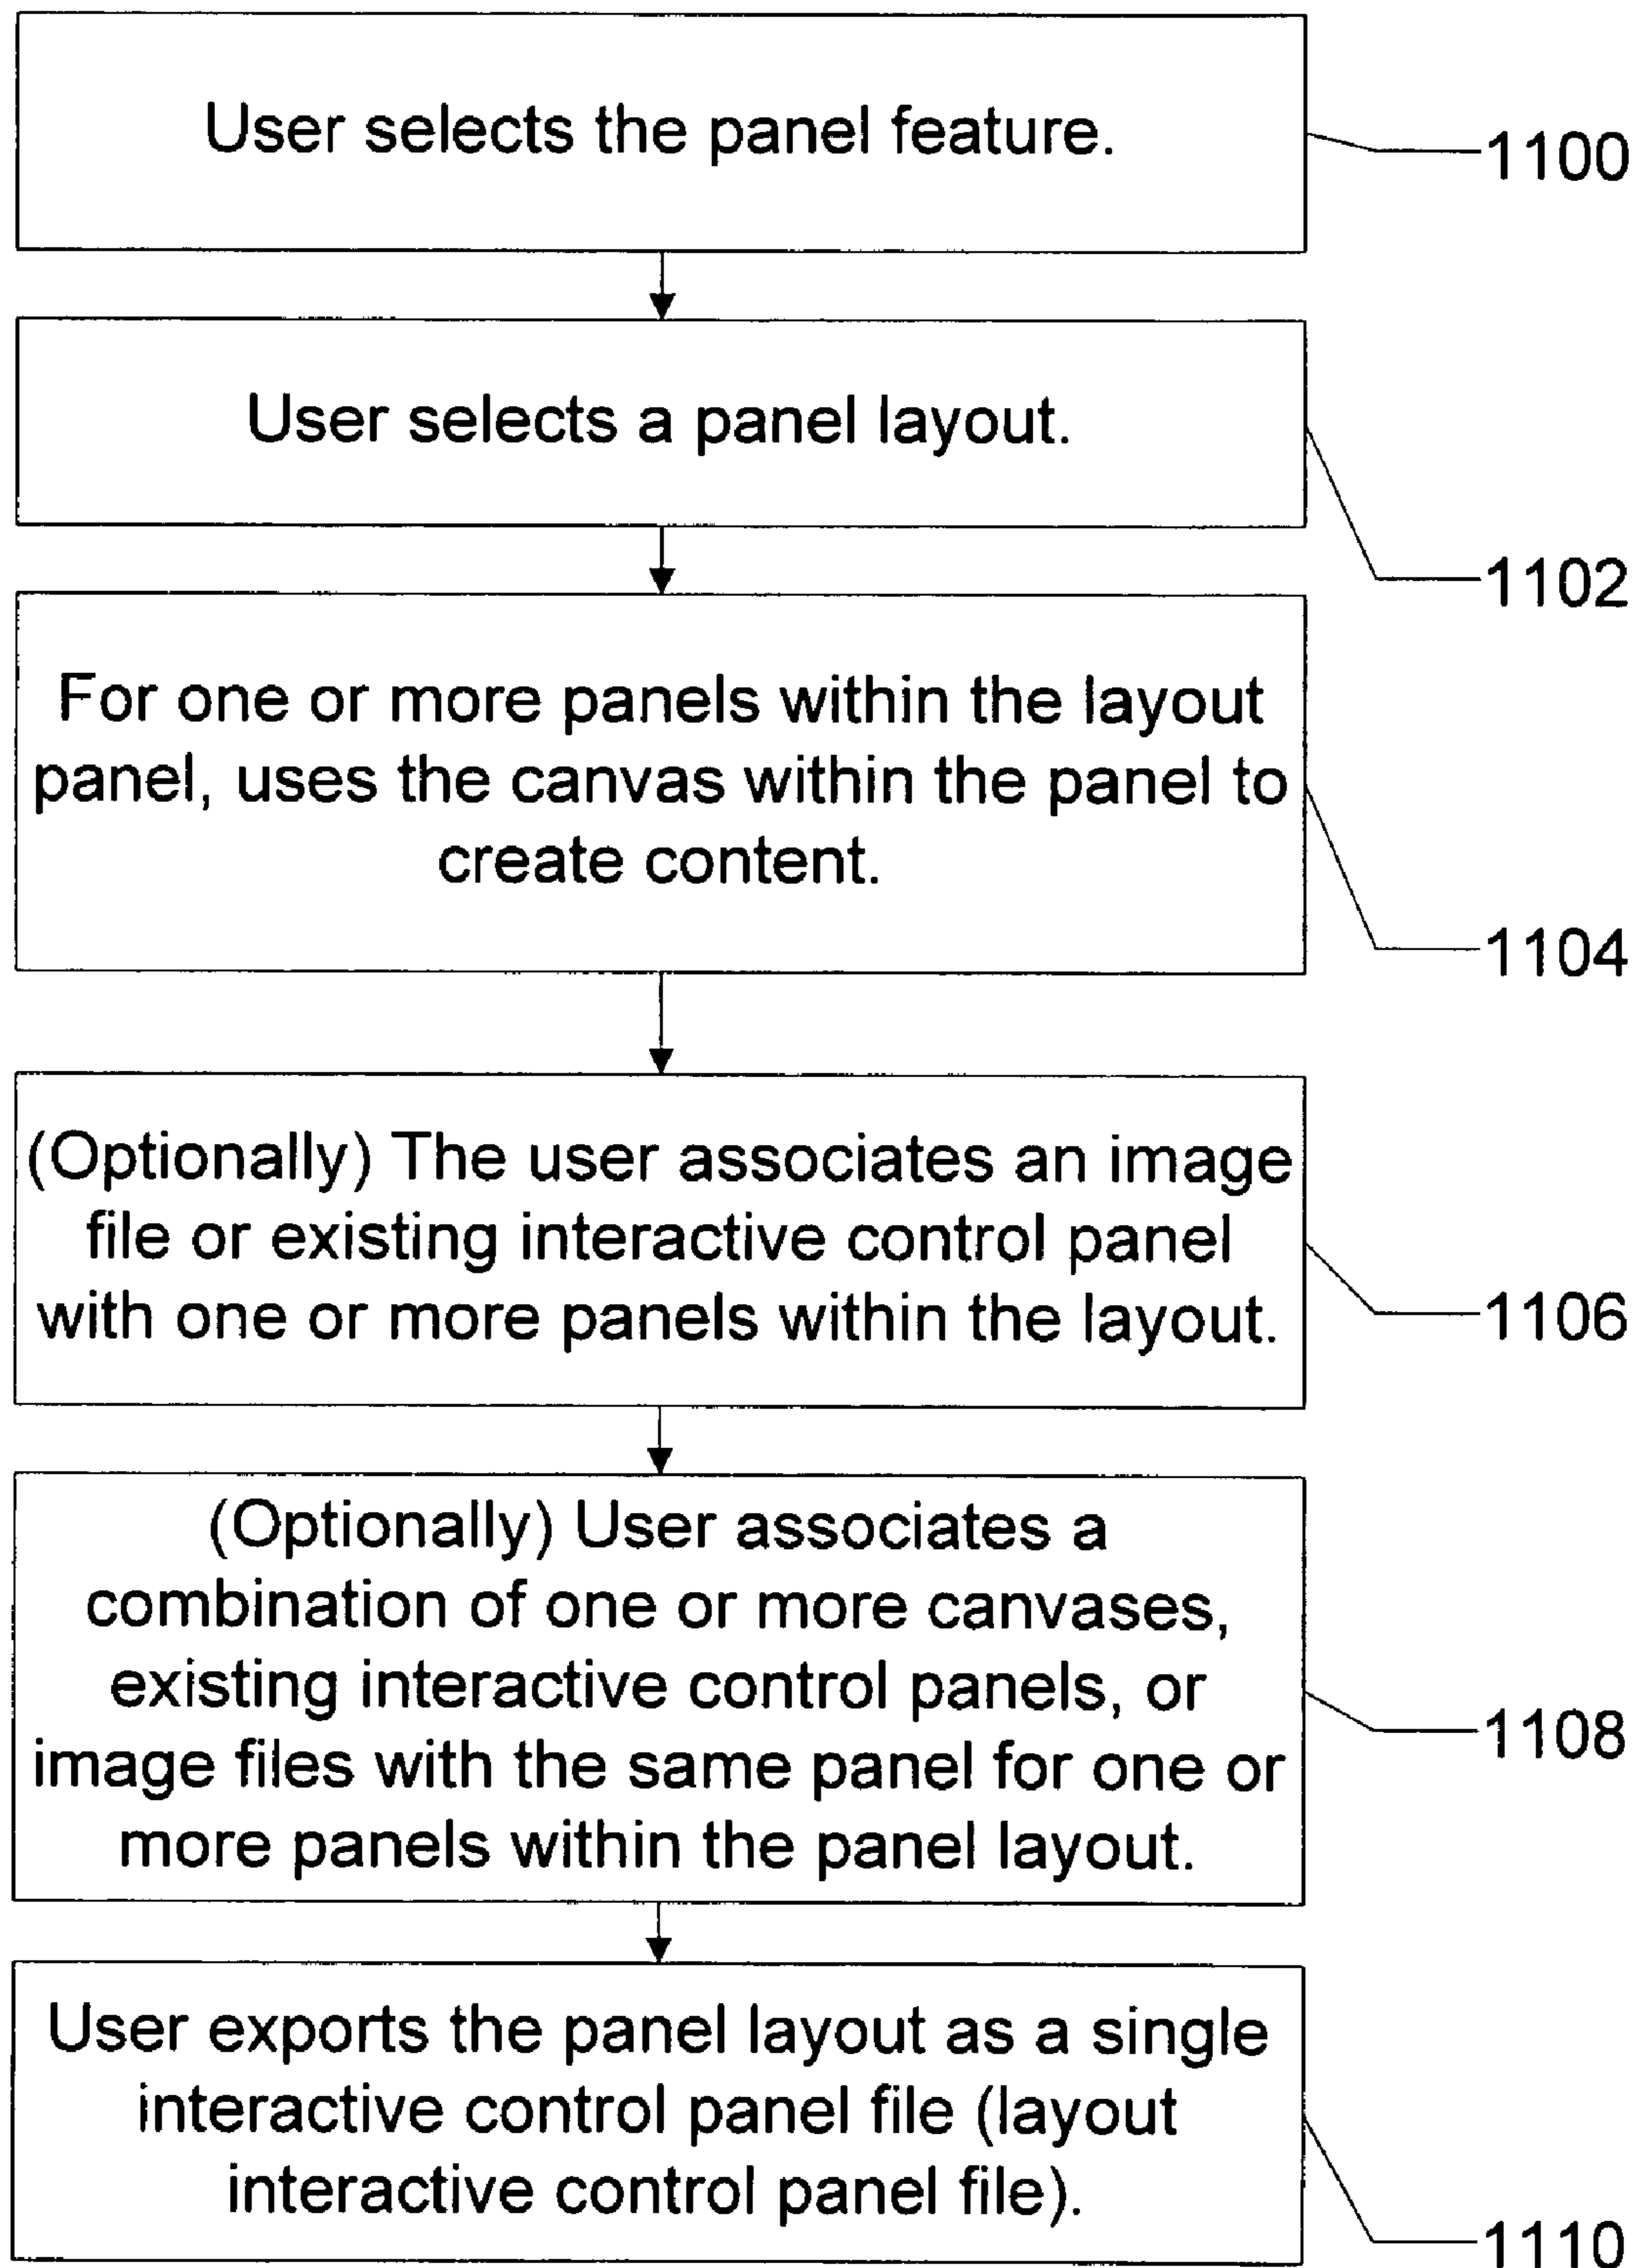 User selects the panel feature.
1100
User selects a panel layout.
1102
For one or more panels within the layout
panel, uses the canvas within the panel to
create content.
1104
(Optionally) The user associates an image
file or existing interactive control panel
with one or more panels within the layout.
1106
(Optionally) User associates a
combination of one or more canvases,
existing interactive control panels, or
image files with the same panel for one or
more panels within the panel layout.
1108
User exports the panel layout as a single
interactive control panel file (layout
interactive control panel file).
1110